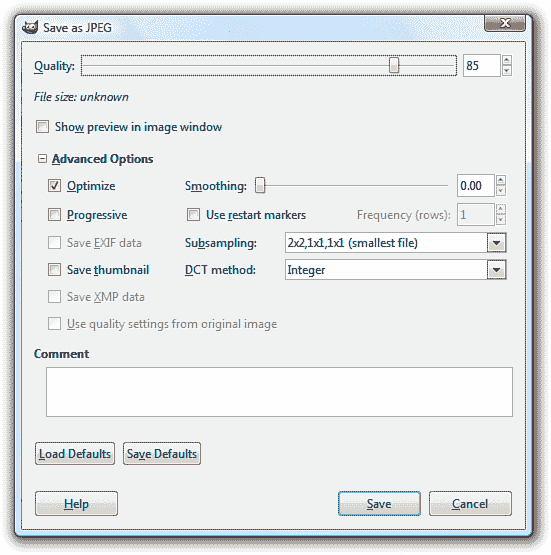 Save as JPEG
Quality: 85
File size: unknown
Show preview in image window
Advanced Options
Optimize Smoothing: 0.00
Progressive Use restart markers Frequency (rows): 1
Save EXIF data Subsampling: 2x2,1x1,1x1 (smallest file)
Save thumbnail DCT method: Integer
Save XMP data
Use quality settings from original image
Comment
Load Defaults Save Defaults
Help Save Cancel